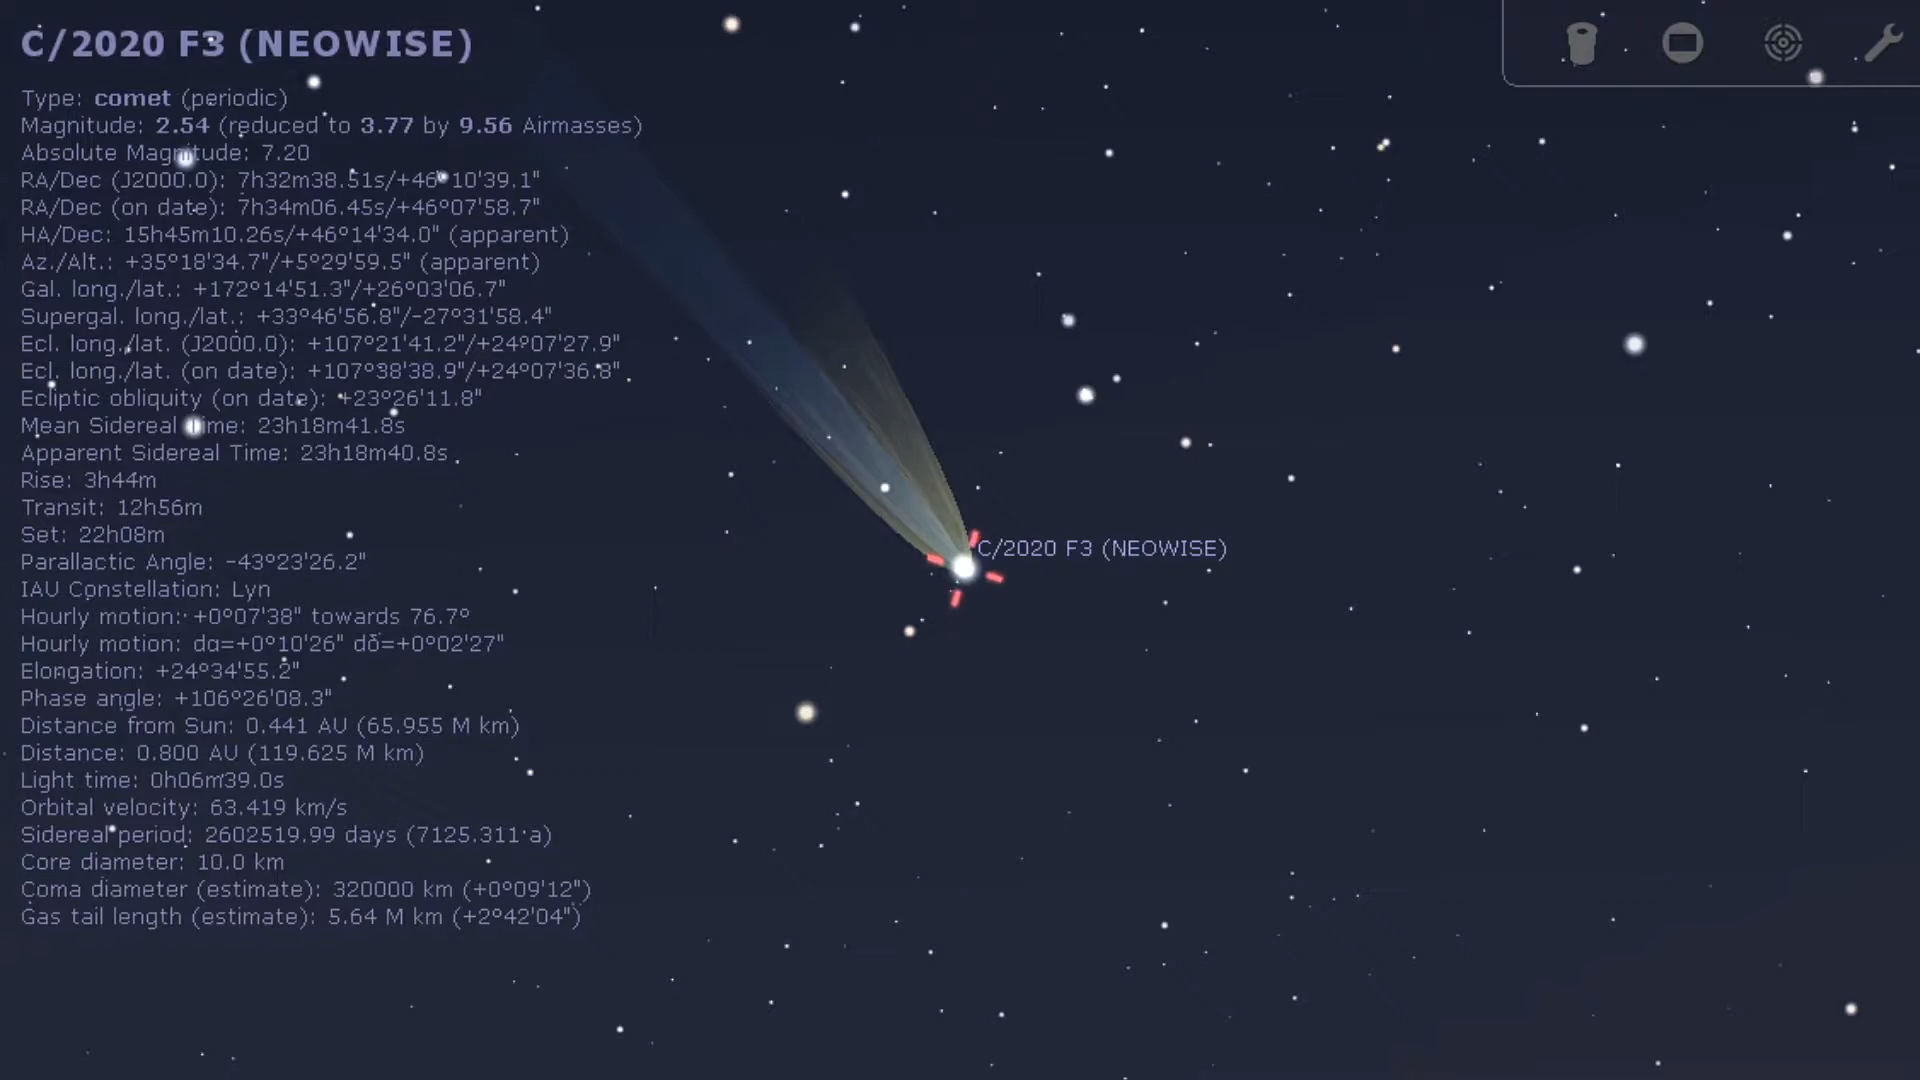 C/2020 F3 (NEOWISE)
Type: comet (periodic)
Magnitude: 2.54 (reduced to 3.77 by 9.56 Airmasses)
Absolute Magnitude: 7.20
RA/Dec (J2000.0): 7h32m38.51s/+46°10'39.1"
RA/Dec (on date): 7h34m06.45s/+46°07'58.7"
HA/Dec: 15h45m10.26s/+46°14'34.0" (apparent)
Az./Alt.: +35°18'34.7"/+5°29'59.5" (apparent)
Gal. long./lat.: +172°14'51.3"/+26°03'06.7"
Supergal. long./lat.: +33°46'56.8"/-27°31'58.4"
Ecl. long./lat. (J2000.0): +107°21'41.2"/+24°07'27.9"
Ecl. long./lat. (on date): +107°38'38.9"/+24°07'36.8"
Ecliptic obliquity (on date): +23°26'11.8"
Mean Sidereal Time: 23h18m41.8s
Apparent Sidereal Time: 23h18m40.8s
Rise: 3h44m
Transit: 12h56m
Set: 22h08m
Parallactic Angle: -43°23'26.2"
IAU Constellation: Lyn
Hourly motion: +0°07'38" towards 76.7°
Hourly motion: dα=+0°10'26" dδ=+0°02'27"
Elongation: +24°34'55.2"
Phase angle: +106°26'08.3"
Distance from Sun: 0.441 AU (65.955 M km)
Distance: 0.800 AU (119.625 M km)
Light time: 0h06m39.0s
Orbital velocity: 63.419 km/s
Sidereal period: 2602519.99 days (7125.311 a)
Core diameter: 10.0 km
Coma diameter (estimate): 320000 km (+0°09'12")
Gas tail length (estimate): 5.64 M km (+2°42'04")
C/2020 F3 (NEOWISE)